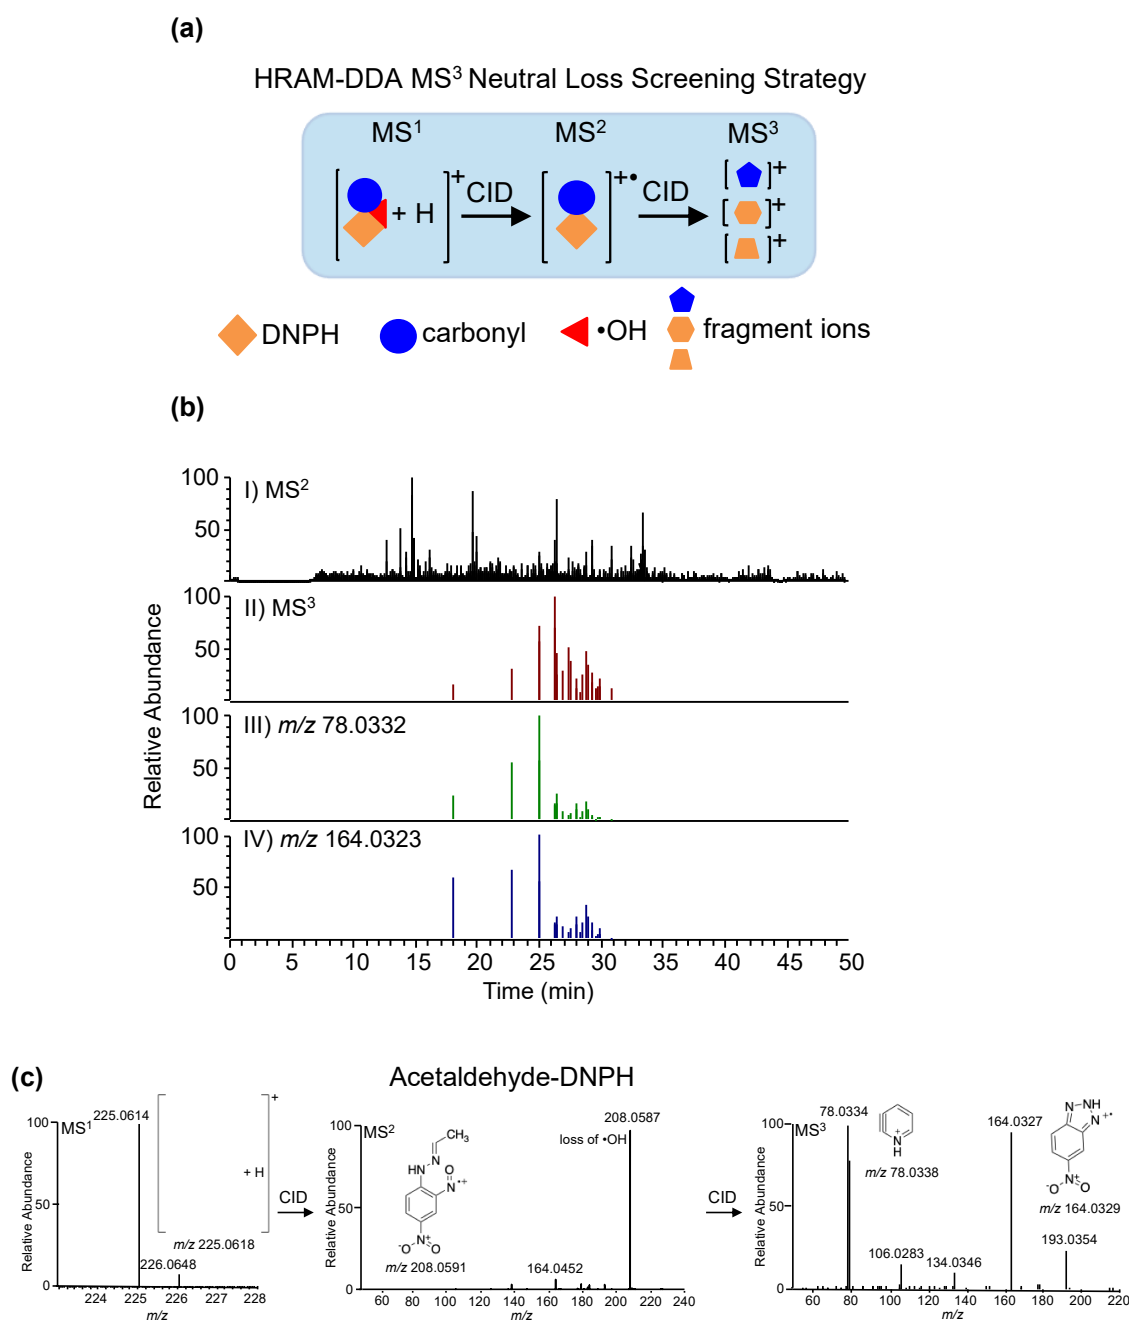 (a)
HRAM-DDA MS³ Neutral Loss Screening Strategy
MS¹ MS² MS³
[ + H ]⁺ CID [ ]⁺• CID [ ]⁺
[ ]⁺
[ ]⁺
DNPH carbonyl •OH fragment ions
(b)
Relative Abundance
100
50
I) MS²
100
50
II) MS³
100
50
III) m/z 78.0332
100
50
IV) m/z 164.0323
0 5 10 15 20 25 30 35 40 45 50
Time (min)
(c)
Acetaldehyde-DNPH
Relative Abundance
100
50
0
MS¹
225.0614
226.0648
[ + H ]⁺
m/z 225.0618
224 225 226 227 228
m/z
CID
Relative Abundance
100
50
0
MS²
208.0587
loss of •OH
CH₃
HN N O
N•+
-O N⁺ O
m/z 208.0591
164.0452
60 80 100 120 140 160 180 200 220 240
m/z
CID
Relative Abundance
100
50
0
MS³
78.0334
+
N
H
m/z 78.0338
164.0327
N NH
N+•
-O N⁺ O
m/z 164.0329
106.0283
134.0346
193.0354
60 80 100 120 140 160 180 200 220
m/z